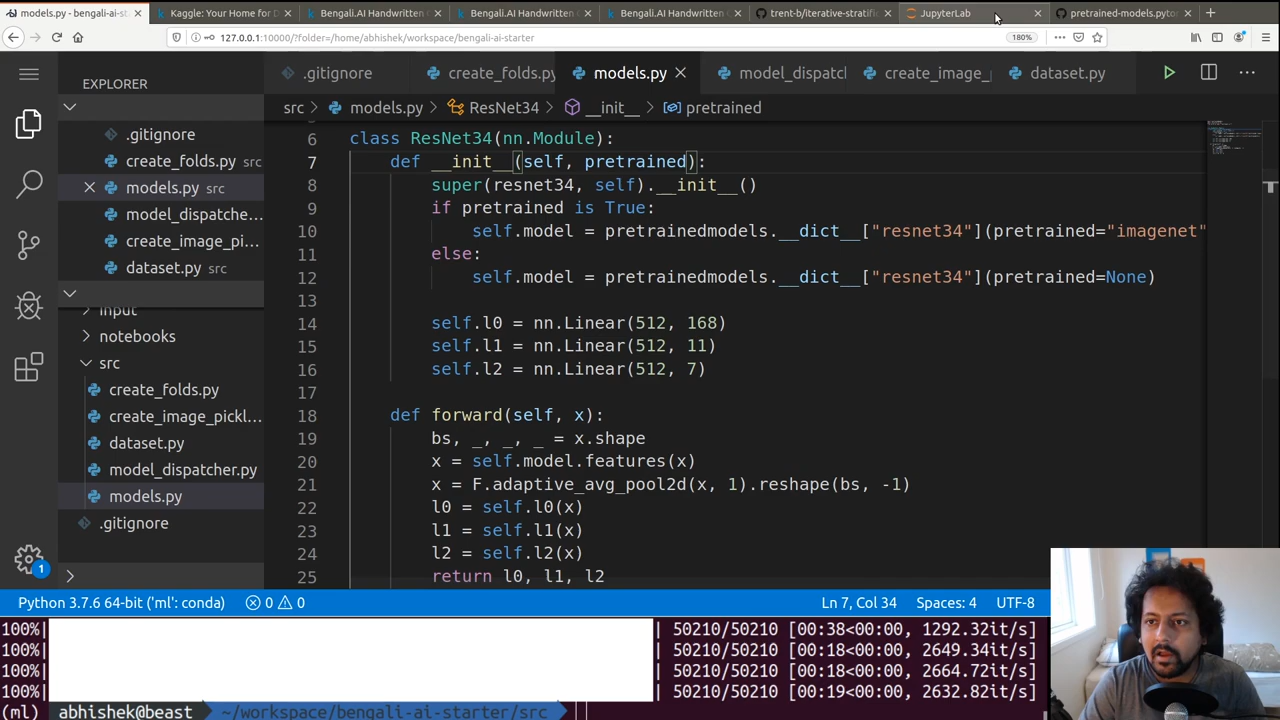 models.py - bengali-ai-sta
Kaggle: Your Home for D
Bengali.AI Handwritten G
Bengali.AI Handwritten G
Bengali.AI Handwritten G
trent-b/iterative-stratifi
JupyterLab
pretrained-models.pytor
127.0.0.1:10000/?folder=/home/abhishek/workspace/bengali-ai-starter
180%
EXPLORER
.gitignore
create_folds.py src
models.py src
model_dispatche...
create_image_pi...
dataset.py src
input
notebooks
src
create_folds.py
create_image_pickl...
dataset.py
model_dispatcher.py
models.py
.gitignore
1
.gitignore
create_folds.py
models.py
model_dispatc
create_image_
dataset.py
src > models.py > ResNet34 > __init__ > pretrained
6 class ResNet34(nn.Module):
7 def __init__(self, pretrained):
8 super(resnet34, self).__init__()
9 if pretrained is True:
10 self.model = pretrainedmodels.__dict__["resnet34"](pretrained="imagenet"
11 else:
12 self.model = pretrainedmodels.__dict__["resnet34"](pretrained=None)
13
14 self.l0 = nn.Linear(512, 168)
15 self.l1 = nn.Linear(512, 11)
16 self.l2 = nn.Linear(512, 7)
17
18 def forward(self, x):
19 bs, _, _, _ = x.shape
20 x = self.model.features(x)
21 x = F.adaptive_avg_pool2d(x, 1).reshape(bs, -1)
22 l0 = self.l0(x)
23 l1 = self.l1(x)
24 l2 = self.l2(x)
25 return l0, l1, l2
Python 3.7.6 64-bit ('ml': conda) 0 0 Ln 7, Col 34 Spaces: 4 UTF-8
100%| | 50210/50210 [00:38<00:00, 1292.32it/s]
100%| | 50210/50210 [00:18<00:00, 2649.34it/s]
100%| | 50210/50210 [00:18<00:00, 2664.72it/s]
100%| | 50210/50210 [00:19<00:00, 2632.82it/s]
(ml) abhishek@beast ~/workspace/bengali-ai-starter/src